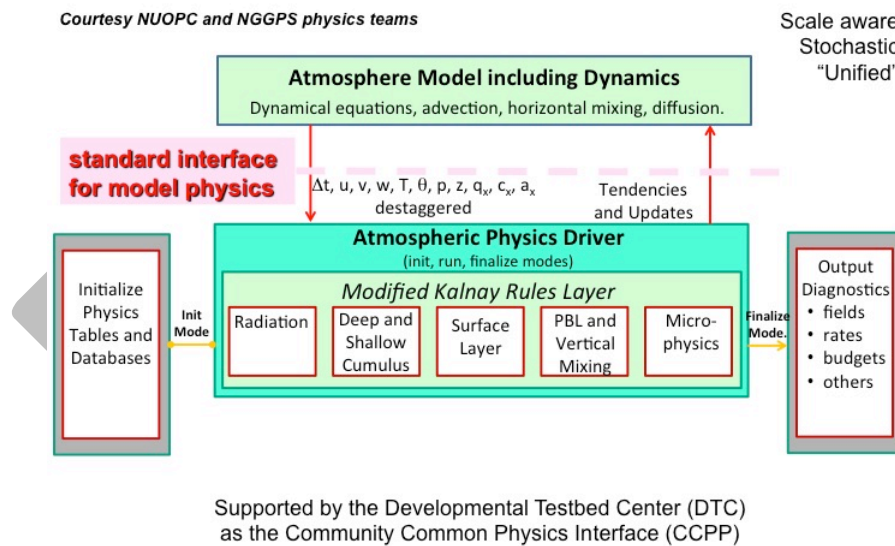 Courtesy NUOPC and NGGPS physics teams
Scale aware
Stochastic
“Unified”
Atmosphere Model including Dynamics
Dynamical equations, advection, horizontal mixing, diffusion.
standard interface
for model physics
Δt, u, v, w, T, θ, p, z, qₓ, cₓ, aₓ
destaggered
Tendencies
and Updates
Atmospheric Physics Driver
(init, run, finalize modes)
Modified Kalnay Rules Layer
Initialize
Physics
Tables and
Databases
Init
Mode
Radiation
Deep and
Shallow
Cumulus
Surface
Layer
PBL and
Vertical
Mixing
Micro-
physics
Finalize
Mode.
Output
Diagnostics
• fields
• rates
• budgets
• others
Supported by the Developmental Testbed Center (DTC)
as the Community Common Physics Interface (CCPP)